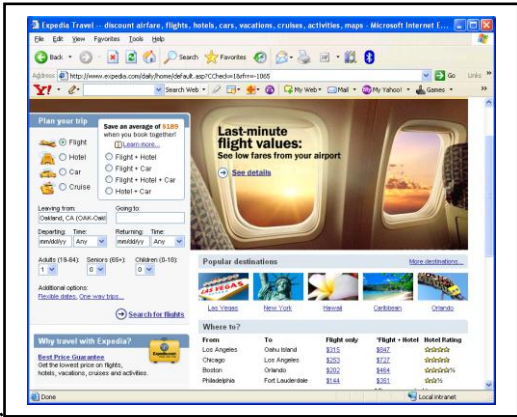 Expedia Travel -- discount airfare, flights, hotels, cars, vacations, cruises, activities, maps - Microsoft Internet E...
File Edit View Favorites Tools Help
Back Search Favorites
Address http://www.expedia.com/daily/home/default.asp?CCheck=1&rfrr=-1065 Go Links
Y! Search Web My Web Mail My Yahoo! Games
Plan your trip
Save an average of $189
when you book together!
Learn more...
Flight
Hotel
Car
Cruise
Flight + Hotel
Flight + Car
Flight + Hotel + Car
Hotel + Car
Leaving from: Going to:
Oakland, CA (OAK-Oakl
Departing: Time: Returning: Time:
mm/dd/yy Any mm/dd/yy Any
Adults (19-64): Seniors (65+): Children (0-18):
1 0 0
Additional options:
Flexible dates, One way trips...
Search for flights
Why travel with Expedia?
Best Price Guarantee
Get the lowest price on flights,
hotels, vacations, cruises and activities.
Expedia.com
Last-minute
flight values:
See low fares from your airport
See details
Popular destinations More destinations...
LAS VEGAS
Las Vegas New York Hawaii Caribbean Orlando
Where to?
From To Flight only *Flight + Hotel Hotel Rating
Los Angeles Oahu Island $315 $847
Chicago Los Angeles $253 $727
Boston Orlando $202 $464
Philadelphia Fort Lauderdale $144 $351
Done Local intranet